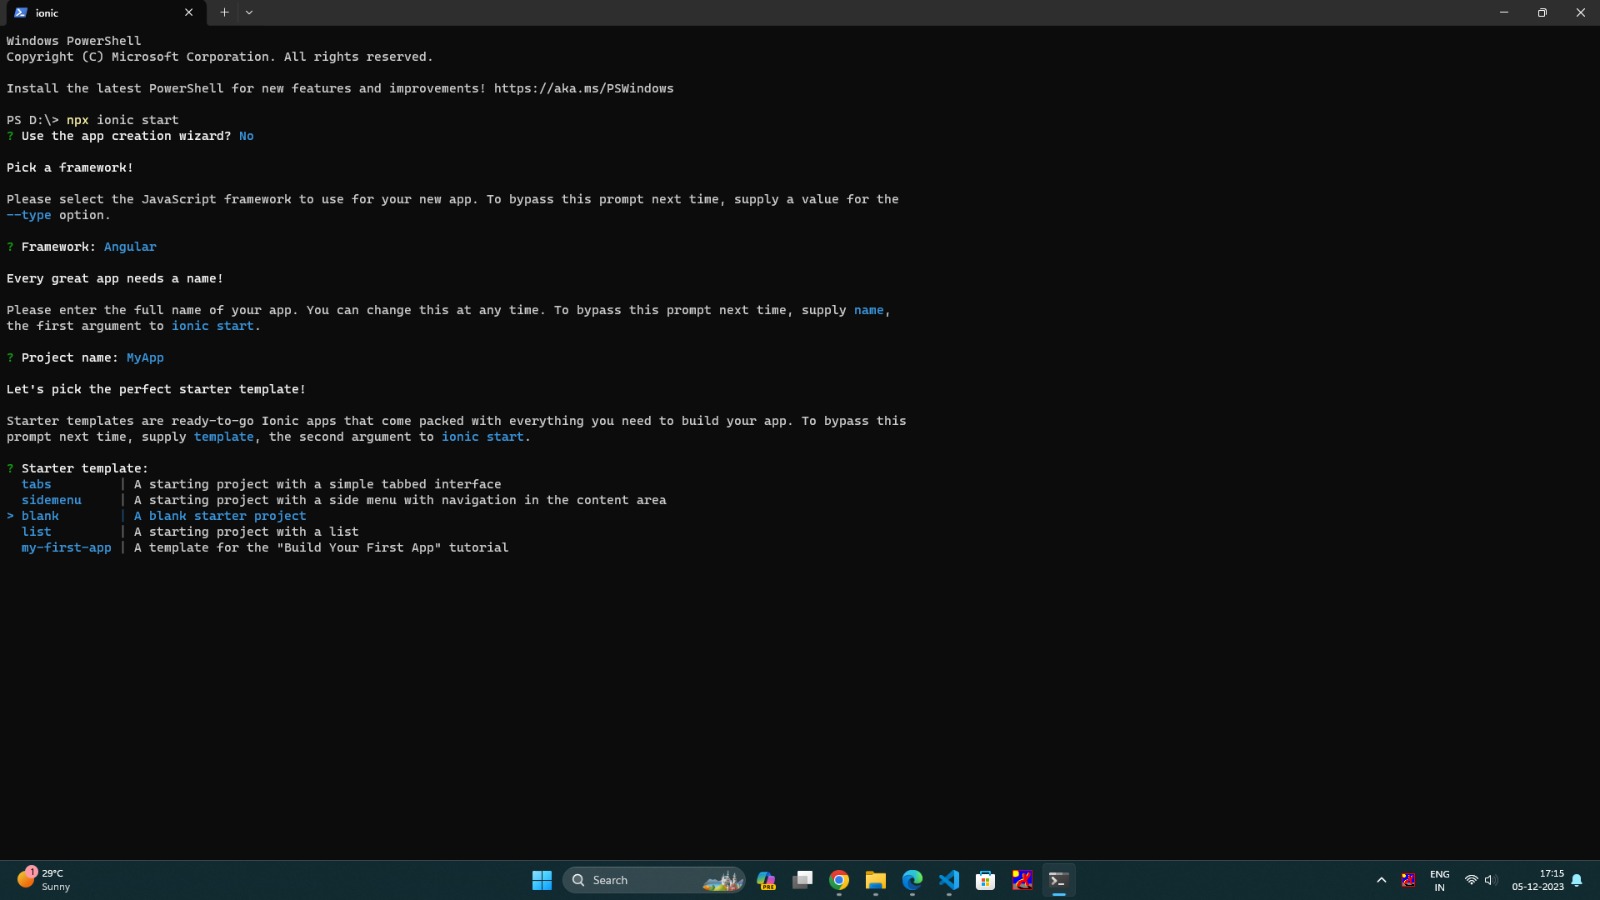 ionic
Windows PowerShell
Copyright (C) Microsoft Corporation. All rights reserved.
Install the latest PowerShell for new features and improvements! https://aka.ms/PSWindows
PS D:\> npx ionic start
? Use the app creation wizard? No
Pick a framework!
Please select the JavaScript framework to use for your new app. To bypass this prompt next time, supply a value for the
--type option.
? Framework: Angular
Every great app needs a name!
Please enter the full name of your app. You can change this at any time. To bypass this prompt next time, supply name,
the first argument to ionic start.
? Project name: MyApp
Let's pick the perfect starter template!
Starter templates are ready-to-go Ionic apps that come packed with everything you need to build your app. To bypass this
prompt next time, supply template, the second argument to ionic start.
? Starter template:
tabs | A starting project with a simple tabbed interface
sidemenu | A starting project with a side menu with navigation in the content area
> blank | A blank starter project
list | A starting project with a list
my-first-app | A template for the "Build Your First App" tutorial
1
29°C
Sunny
Search
PRE
ENG
IN
17:15
05-12-2023